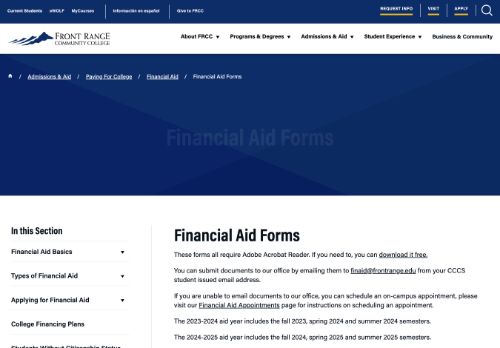 Current Students eWOLF MyCourses Información en español Give to FRCC REQUEST INFO VISIT APPLY
FRONT RANGE
COMMUNITY COLLEGE
About FRCC Programs & Degrees Admissions & Aid Student Experience Business & Community
/ Admissions & Aid / Paying For College / Financial Aid / Financial Aid Forms
Financial Aid Forms
In this Section
Financial Aid Basics
Types of Financial Aid
Applying for Financial Aid
College Financing Plans
Students Without Citizenship Status
Financial Aid Forms
These forms all require Adobe Acrobat Reader. If you need to, you can download it free.
You can submit documents to our office by emailing them to finaid@frontrange.edu from your CCCS
student issued email address.
If you are unable to email documents to our office, you can schedule an on-campus appointment, please
visit our Financial Aid Appointments page for instructions on scheduling an appointment.
The 2023-2024 aid year includes the fall 2023, spring 2024 and summer 2024 semesters.
The 2024-2025 aid year includes the fall 2024, spring 2025 and summer 2025 semesters.